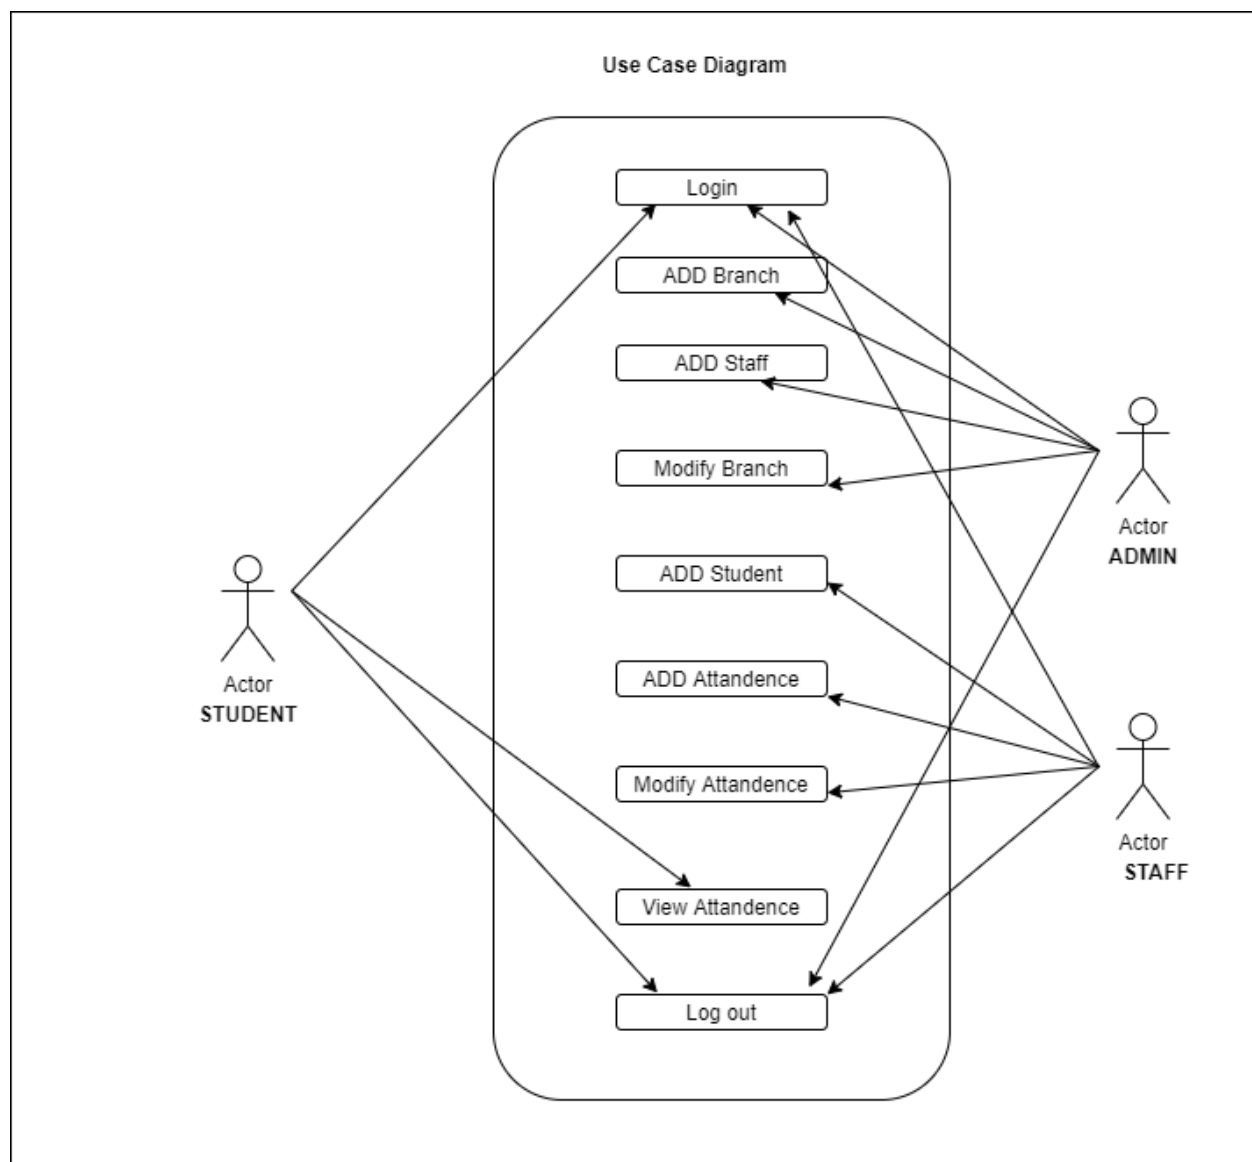 Use Case Diagram
Login
ADD Branch
ADD Staff
Modify Branch
Actor
ADMIN
ADD Student
ADD Attandence
Actor
STUDENT
Modify Attandence
Actor
STAFF
View Attandence
Log out